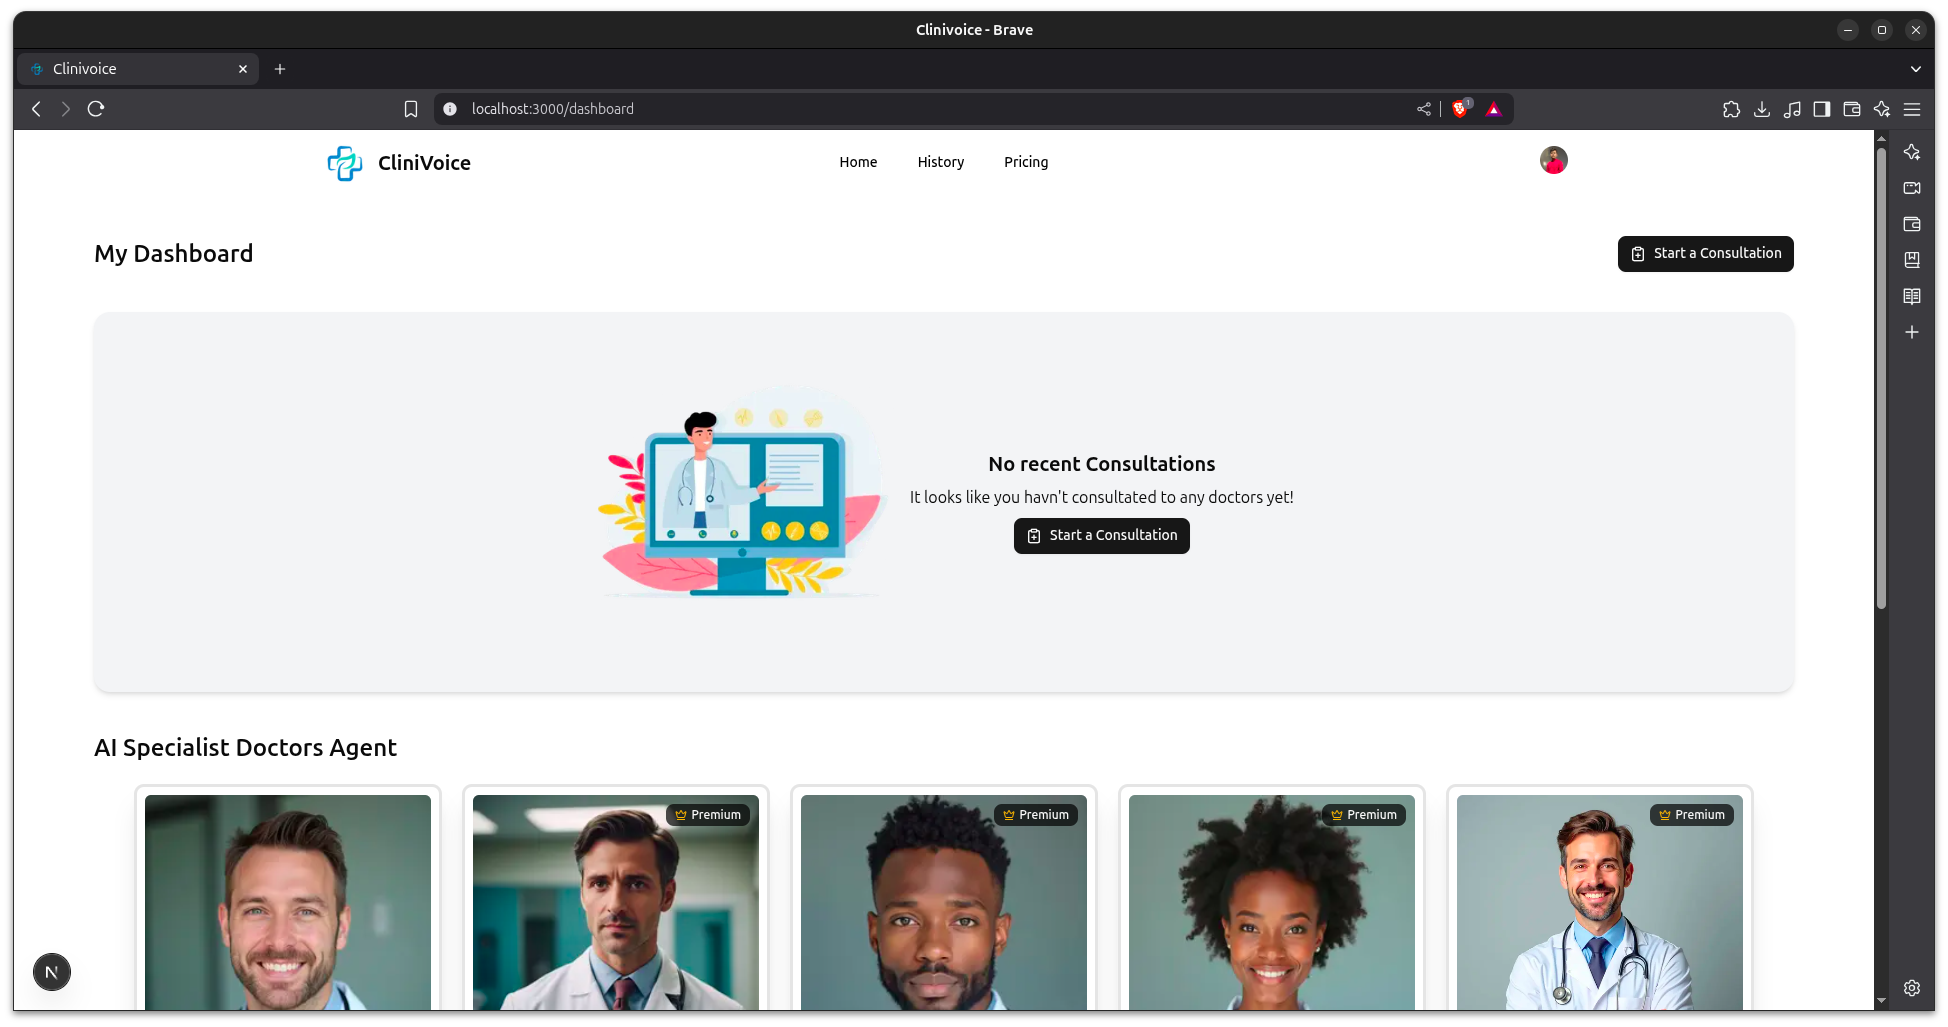 Clinivoice - Brave
Clinivoice
localhost:3000/dashboard
1
CliniVoice
Home
History
Pricing
My Dashboard
Start a Consultation
No recent Consultations
It looks like you havn't consultated to any doctors yet!
Start a Consultation
AI Specialist Doctors Agent
Premium
Premium
Premium
Premium
N